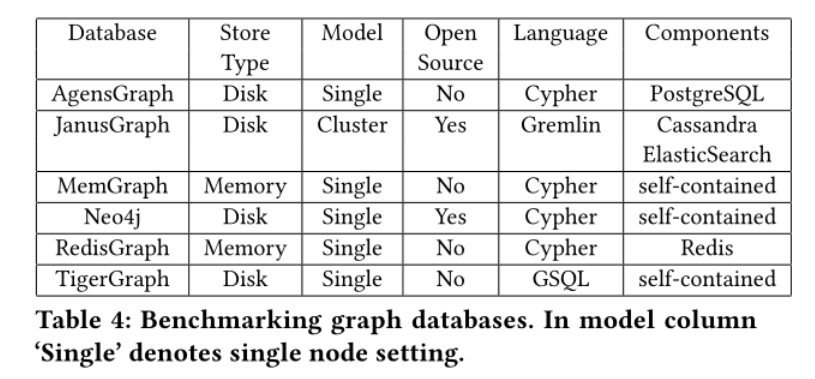 Database Store Type Model Open Source Language Components
AgensGraph Disk Single No Cypher PostgreSQL
JanusGraph Disk Cluster Yes Gremlin Cassandra ElasticSearch
MemGraph Memory Single No Cypher self-contained
Neo4j Disk Single Yes Cypher self-contained
RedisGraph Memory Single No Cypher Redis
TigerGraph Disk Single No GSQL self-contained
Table 4: Benchmarking graph databases. In model column
‘Single’ denotes single node setting.